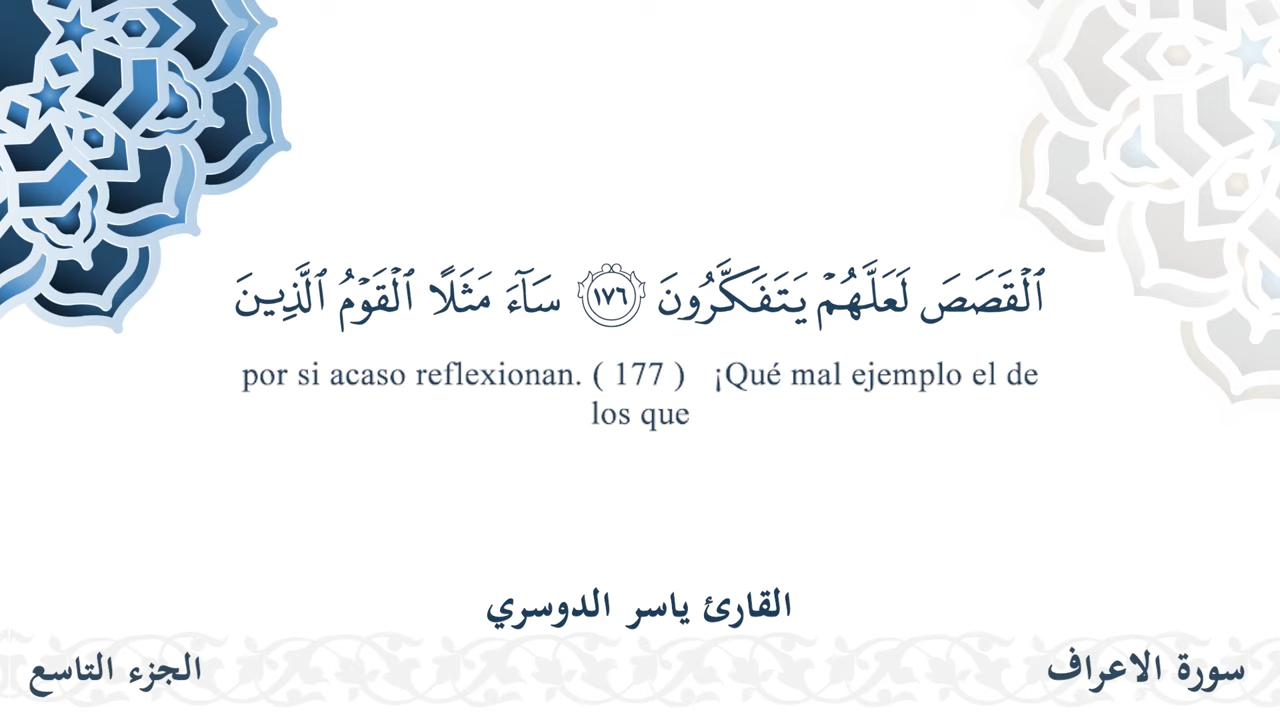 ٱلۡقَصَصَ لَعَلَّهُمۡ يَتَفَكَّرُونَ ١٧٦ سَآءَ مَثَلًا ٱلۡقَوۡمُ ٱلَّذِينَ
por si acaso reflexionan. ( 177 ) ¡Qué mal ejemplo el de
los que
القارئ ياسر الدوسري
سورة الاعراف
الجزء التاسع